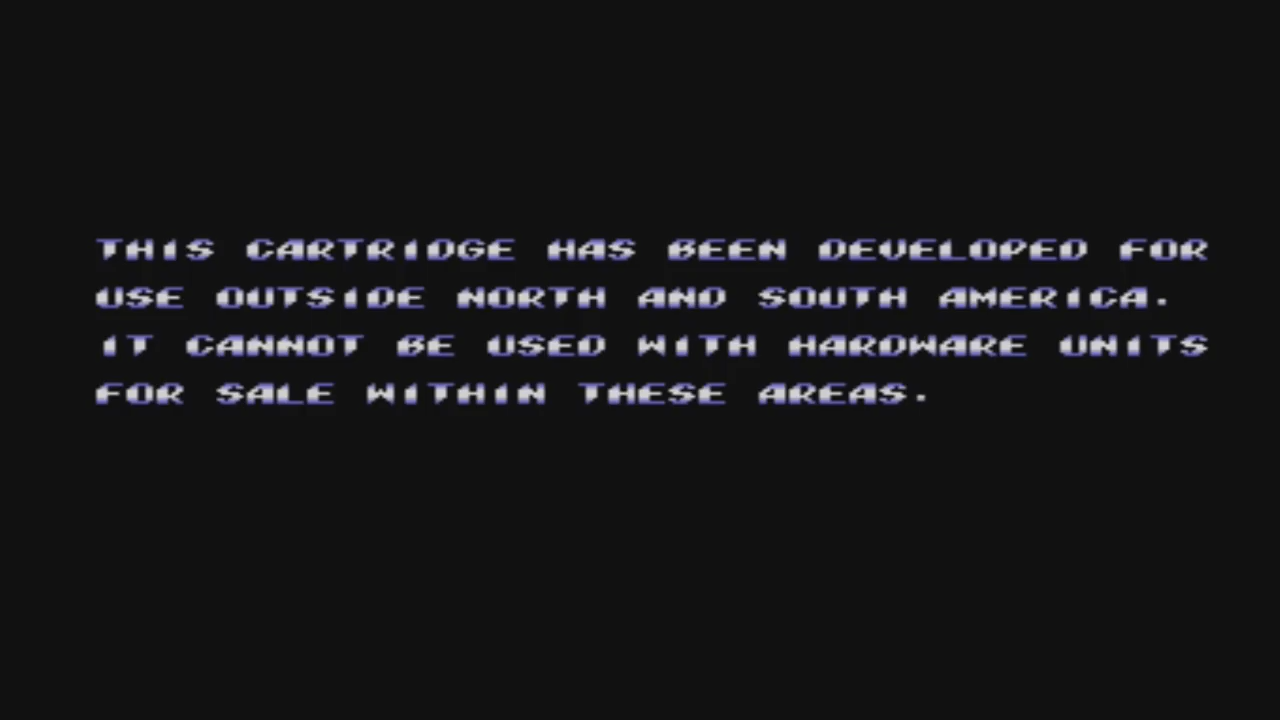 THIS CARTRIDGE HAS BEEN DEVELOPED FOR
USE OUTSIDE NORTH AND SOUTH AMERICA.
IT CANNOT BE USED WITH HARDWARE UNITS
FOR SALE WITHIN THESE AREAS.